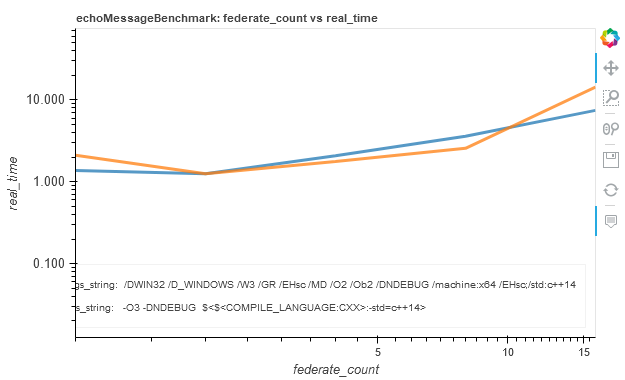 echoMessageBenchmark: federate_count vs real_time
real_time
10.000
1.000
0.100
gs_string: /DWIN32 /D_WINDOWS /W3 /GR /EHsc /MD /O2 /Ob2 /DNDEBUG /machine:x64 /EHsc;/std:c++14
s_string: -O3 -DNDEBUG $<$<COMPILE_LANGUAGE:CXX>:-std=c++14>
5
10
15
federate_count